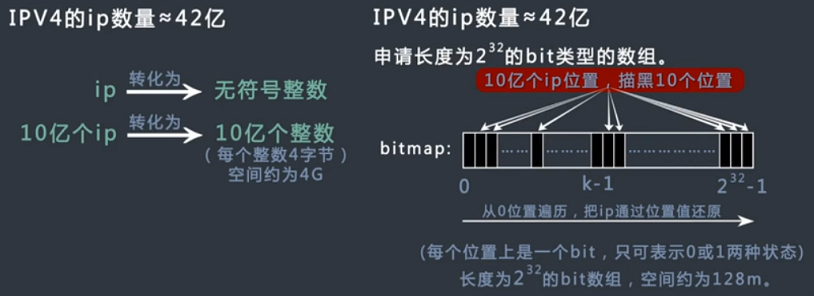 IPV4的ip数量≈42亿
ip 转化为 无符号整数
10亿个ip 转化为 10亿个整数
(每个整数4字节)
空间约为4G
IPV4的ip数量≈42亿
申请长度为2^32的bit类型的数组。
10亿个ip位置，描黑10个位置
bitmap: …… …… …… ……
0 k-1 2^32-1
从0位置遍历，把ip通过位置值还原
(每个位置上是一个bit，只可表示0或1两种状态)
长度为2^32的bit数组，空间约为128m。